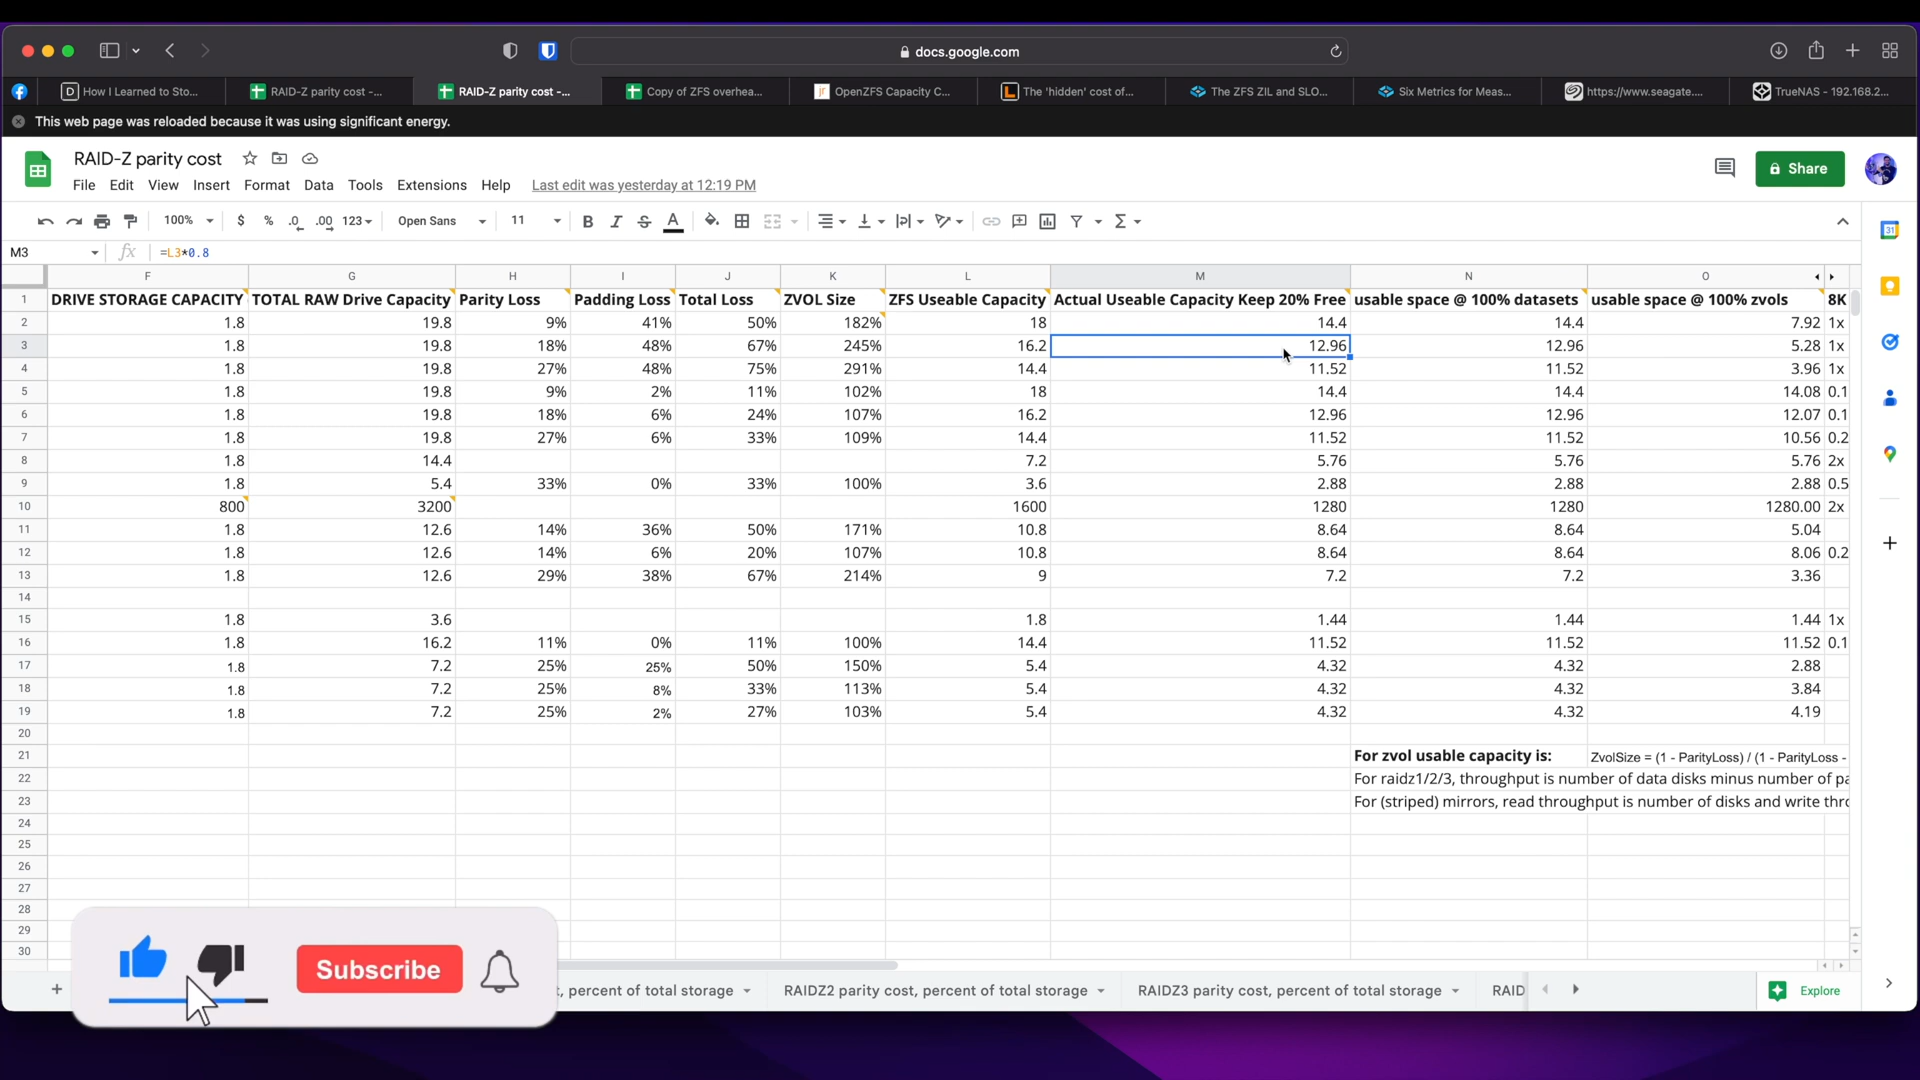 docs.google.com
How I Learned to Sto...
RAID-Z parity cost -...
RAID-Z parity cost -...
Copy of ZFS overhea...
OpenZFS Capacity C...
The 'hidden' cost of...
The ZFS ZIL and SLO...
Six Metrics for Meas...
https://www.seagate....
TrueNAS - 192.168.2...
This web page was reloaded because it was using significant energy.
RAID-Z parity cost
Share
File Edit View Insert Format Data Tools Extensions Help Last edit was yesterday at 12:19 PM
100% $ % .0 .00 123 Open Sans 11 B I S A Σ
31
M3 fx =L3*0.8
F G H I J K L M N O
1 DRIVE STORAGE CAPACITY TOTAL RAW Drive Capacity Parity Loss Padding Loss Total Loss ZVOL Size ZFS Useable Capacity Actual Useable Capacity Keep 20% Free usable space @ 100% datasets usable space @ 100% zvols 8K
2 1.8 19.8 9% 41% 50% 182% 18 14.4 14.4 7.92 1x
3 1.8 19.8 18% 48% 67% 245% 16.2 12.96 12.96 5.28 1x
4 1.8 19.8 27% 48% 75% 291% 14.4 11.52 11.52 3.96 1x
5 1.8 19.8 9% 2% 11% 102% 18 14.4 14.4 14.08 0.1
6 1.8 19.8 18% 6% 24% 107% 16.2 12.96 12.96 12.07 0.1
7 1.8 19.8 27% 6% 33% 109% 14.4 11.52 11.52 10.56 0.2
8 1.8 14.4 7.2 5.76 5.76 5.76 2x
9 1.8 5.4 33% 0% 33% 100% 3.6 2.88 2.88 2.88 0.5
10 800 3200 1600 1280 1280 1280.00 2x
11 1.8 12.6 14% 36% 50% 171% 10.8 8.64 8.64 5.04
12 1.8 12.6 14% 6% 20% 107% 10.8 8.64 8.64 8.06 0.2
13 1.8 12.6 29% 38% 67% 214% 9 7.2 7.2 3.36
14
15 1.8 3.6 1.8 1.44 1.44 1.44 1x
16 1.8 16.2 11% 0% 11% 100% 14.4 11.52 11.52 11.52 0.1
17 1.8 7.2 25% 25% 50% 150% 5.4 4.32 4.32 2.88
18 1.8 7.2 25% 8% 33% 113% 5.4 4.32 4.32 3.84
19 1.8 7.2 25% 2% 27% 103% 5.4 4.32 4.32 4.19
20
21 For zvol usable capacity is: ZvolSize = (1 - ParityLoss) / (1 - ParityLoss -
22 For raidz1/2/3, throughput is number of data disks minus number of pa
23 For (striped) mirrors, read throughput is number of disks and write thro
24
25
26
27
28
29
30
Subscribe
t, percent of total storage
RAIDZ2 parity cost, percent of total storage
RAIDZ3 parity cost, percent of total storage
RAID
Explore